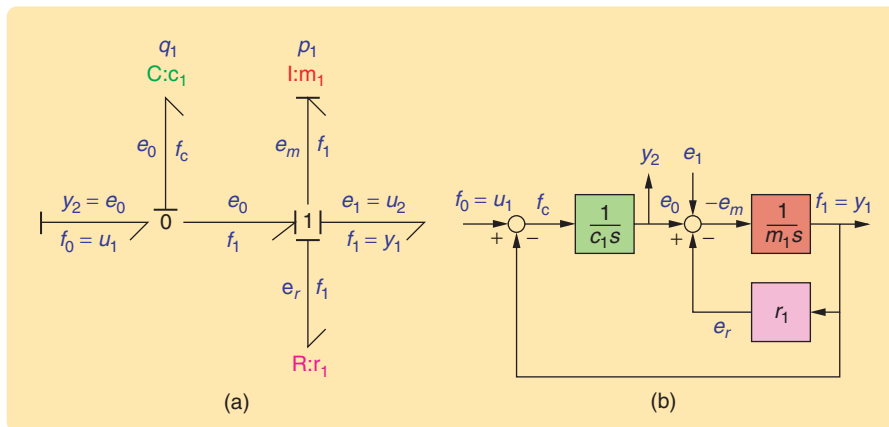 q1
C:c1
e0 fc
y2 = e0
f0 = u1
0
e0
f1
p1
I:m1
em f1
1
e1 = u2
f1 = y1
er f1
R:r1
(a)
y2
e1
f0 = u1
+
−
fc
1
c1s
e0
+
−
−em
1
m1s
f1 = y1
r1
er
(b)